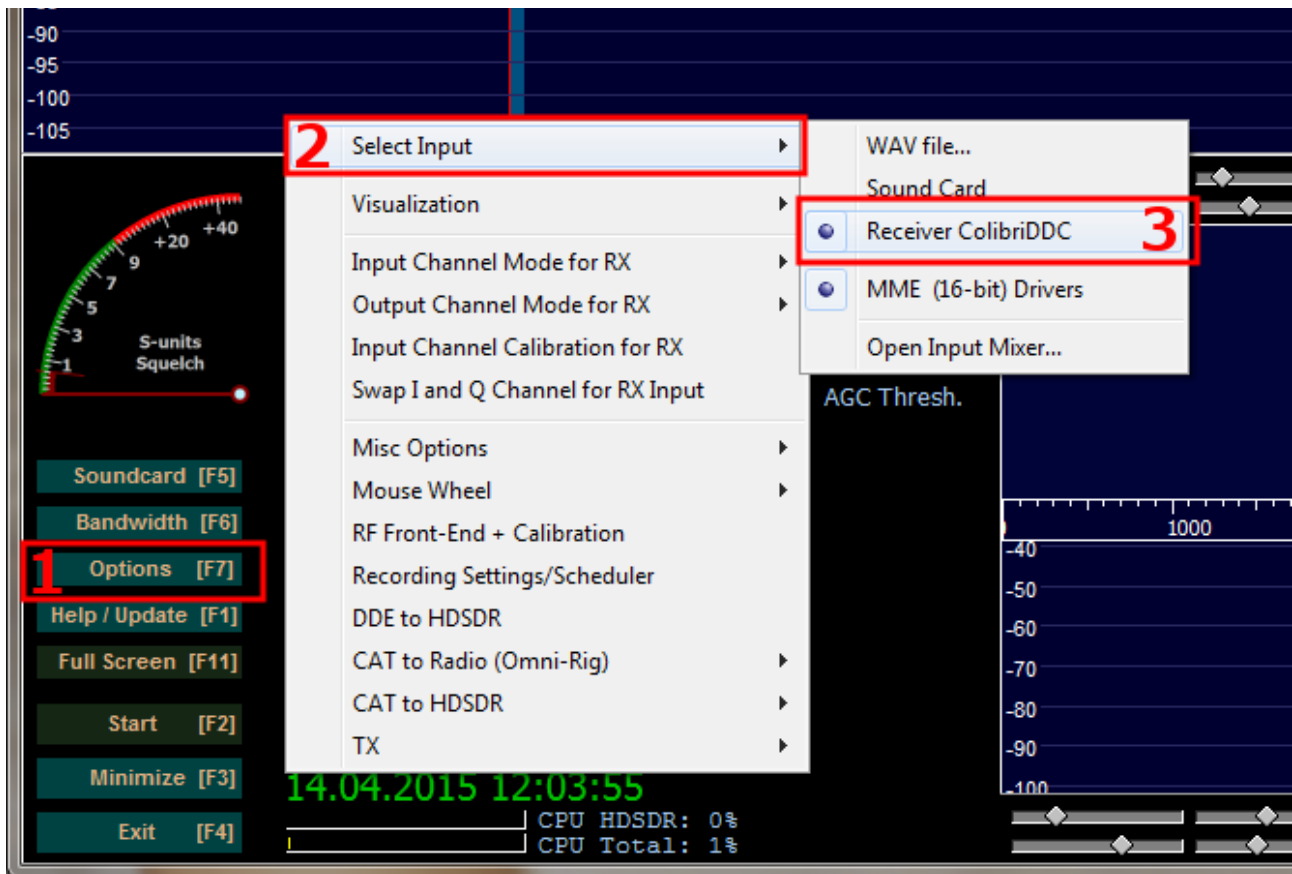 -90
-95
-100
-105
+40
+20
9
7
5
3
1
S-units
Squelch
Soundcard [F5]
Bandwidth [F6]
1
Options [F7]
Help / Update [F1]
Full Screen [F11]
Start [F2]
Minimize [F3]
Exit [F4]
2
Select Input
Visualization
Input Channel Mode for RX
Output Channel Mode for RX
Input Channel Calibration for RX
Swap I and Q Channel for RX Input
Misc Options
Mouse Wheel
RF Front-End + Calibration
Recording Settings/Scheduler
DDE to HDSDR
CAT to Radio (Omni-Rig)
CAT to HDSDR
TX
WAV file...
Sound Card
Receiver ColibriDDC
3
MME (16-bit) Drivers
Open Input Mixer...
AGC Thresh.
1000
-40
-50
-60
-70
-80
-90
-100
14.04.2015 12:03:55
CPU HDSDR: 0%
CPU Total: 1%